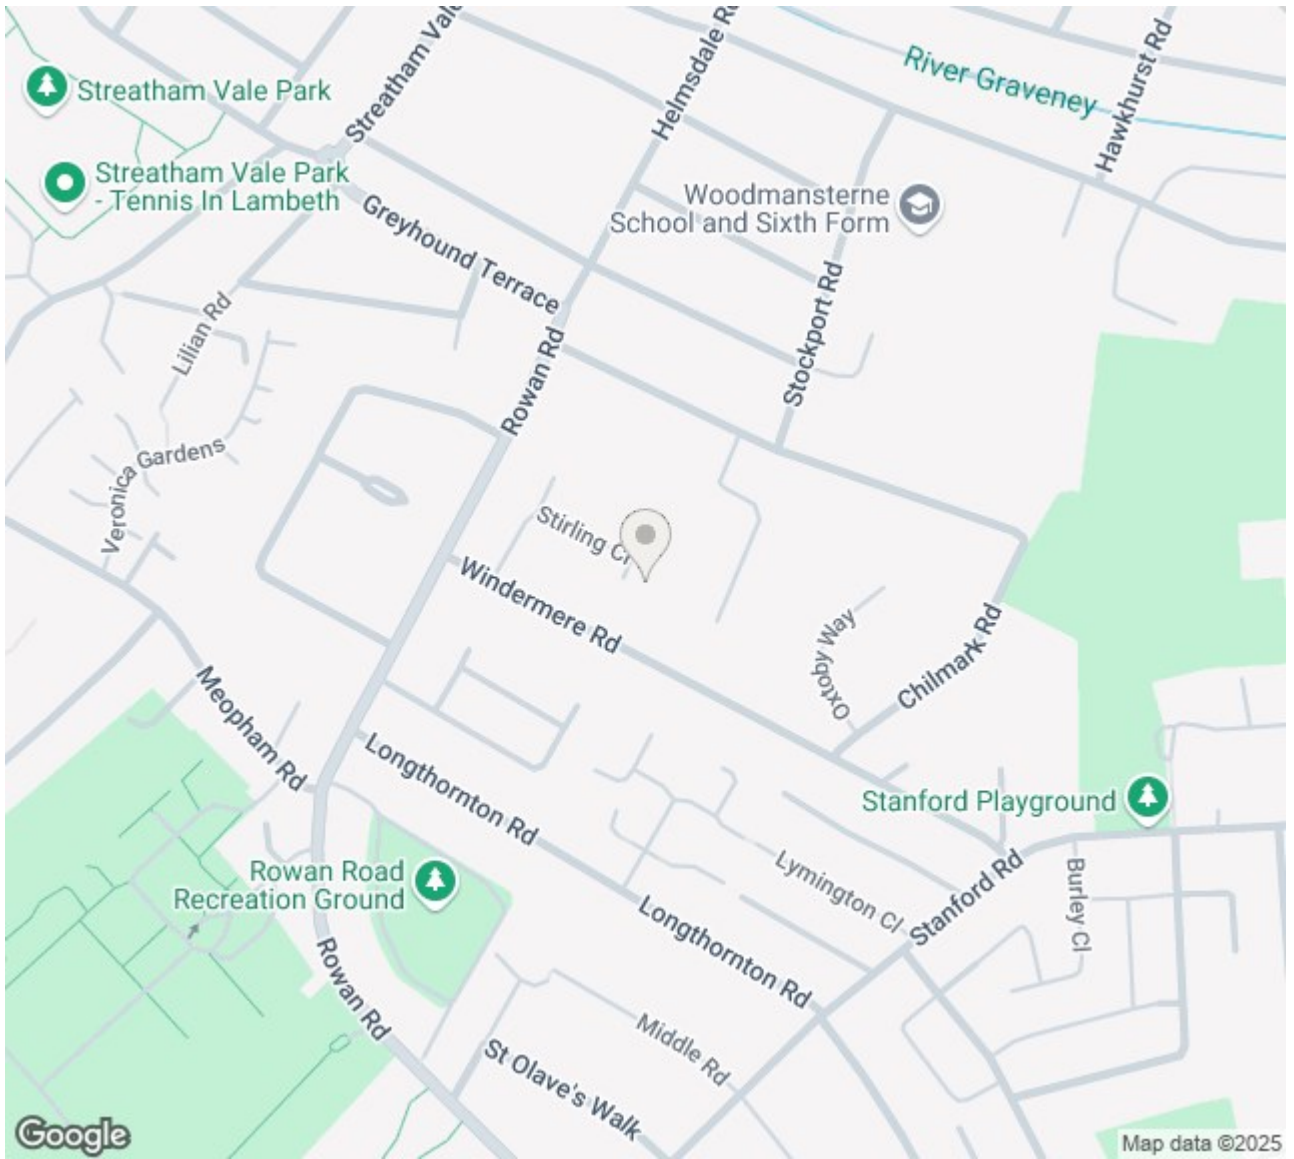 Streatham Vale
Helmsdale Rd
River Graveney
Hawkhurst Rd
Streatham Vale Park
Streatham Vale Park
- Tennis In Lambeth
Woodmansterne
School and Sixth Form
Greyhound Terrace
Stockport Rd
Lilian Rd
Rowan Rd
Veronica Gardens
Stirling Cl
Windermere Rd
Oxtoby Way
Chilmark Rd
Meopham Rd
Longthornton Rd
Stanford Playground
Rowan Road
Recreation Ground
Lymington Cl
Stanford Rd
Burley Cl
Longthornton Rd
Rowan Rd
Middle Rd
St Olave's Walk
Google
Map data ©2025